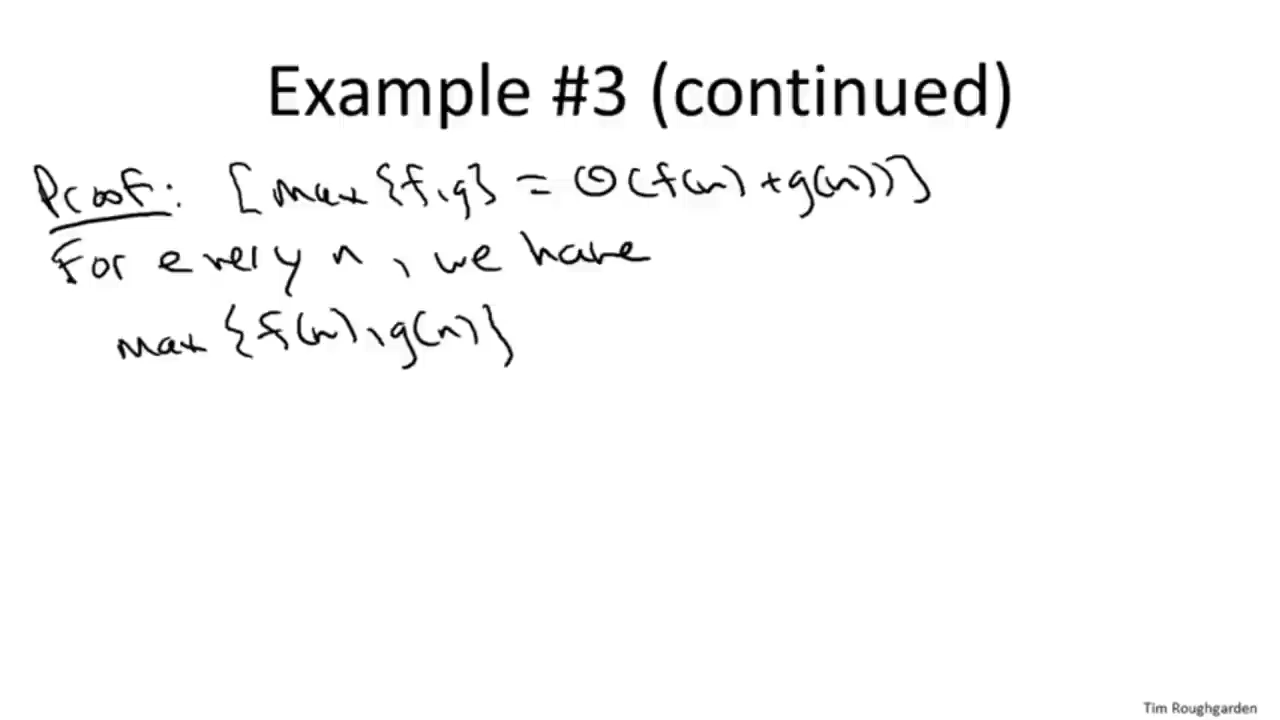 Example #3 (continued)
Proof: [max {f,g} = Θ(f(n) + g(n))]
For every n, we have
max {f(n), g(n)}
Tim Roughgarden